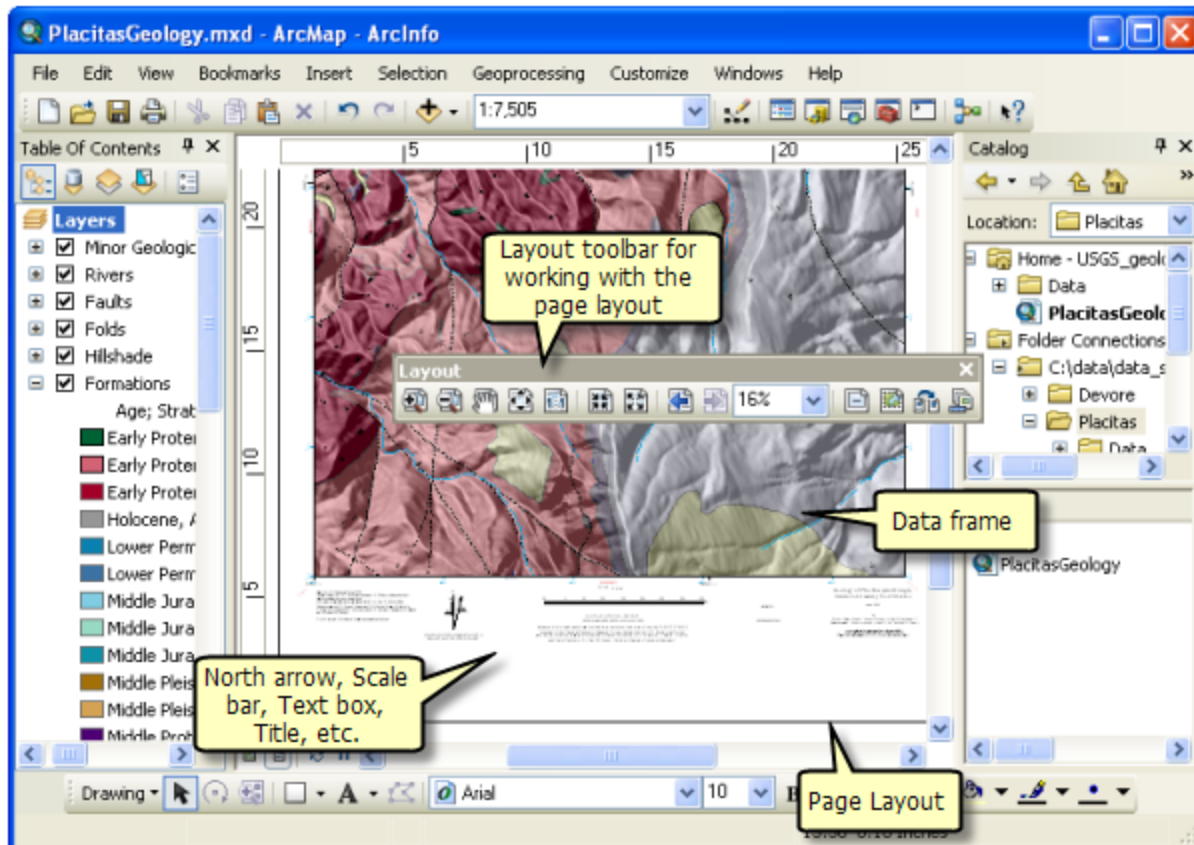 PlacitasGeology.mxd - ArcMap - ArcInfo
File Edit View Bookmarks Insert Selection Geoprocessing Customize Windows Help
1:7,505
Table Of Contents
Layers
Minor Geologic
Rivers
Faults
Folds
Hillshade
Formations
Age; Strat
Early Proter
Early Proter
Early Proter
Holocene,
Lower Perm
Lower Perm
Middle Jura
Middle Jura
Middle Jura
Middle Pleis
Middle Pleis
Middle Prot
5 10 15 20 25
20
15
10
5
Layout toolbar for
working with the
page layout
Layout
16%
Data frame
North arrow, Scale
bar, Text box,
Title, etc.
Page Layout
Catalog
Location: Placitas
Home - USGS_geolo
Data
PlacitasGeolo
Folder Connections
C:\data\data_s
Devore
Placitas
Data
PlacitasGeology
Drawing A Arial 10 B